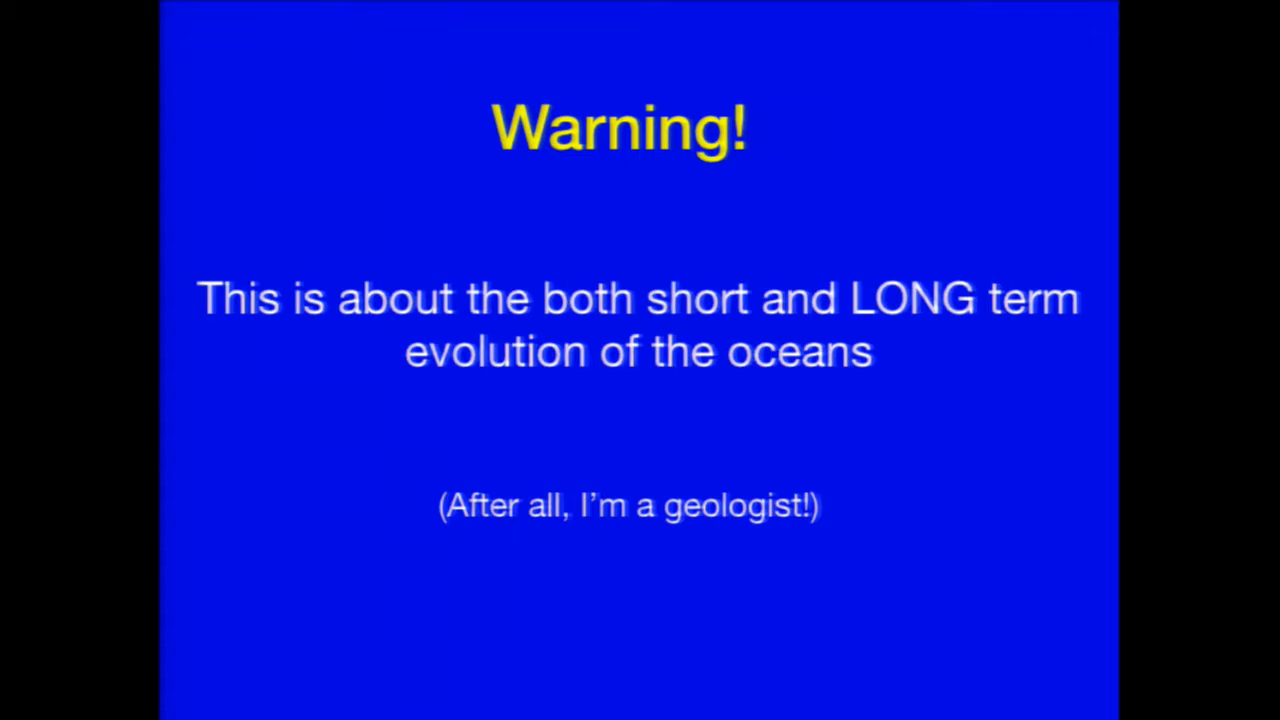 Warning!
This is about the both short and LONG term
evolution of the oceans
(After all, I’m a geologist!)